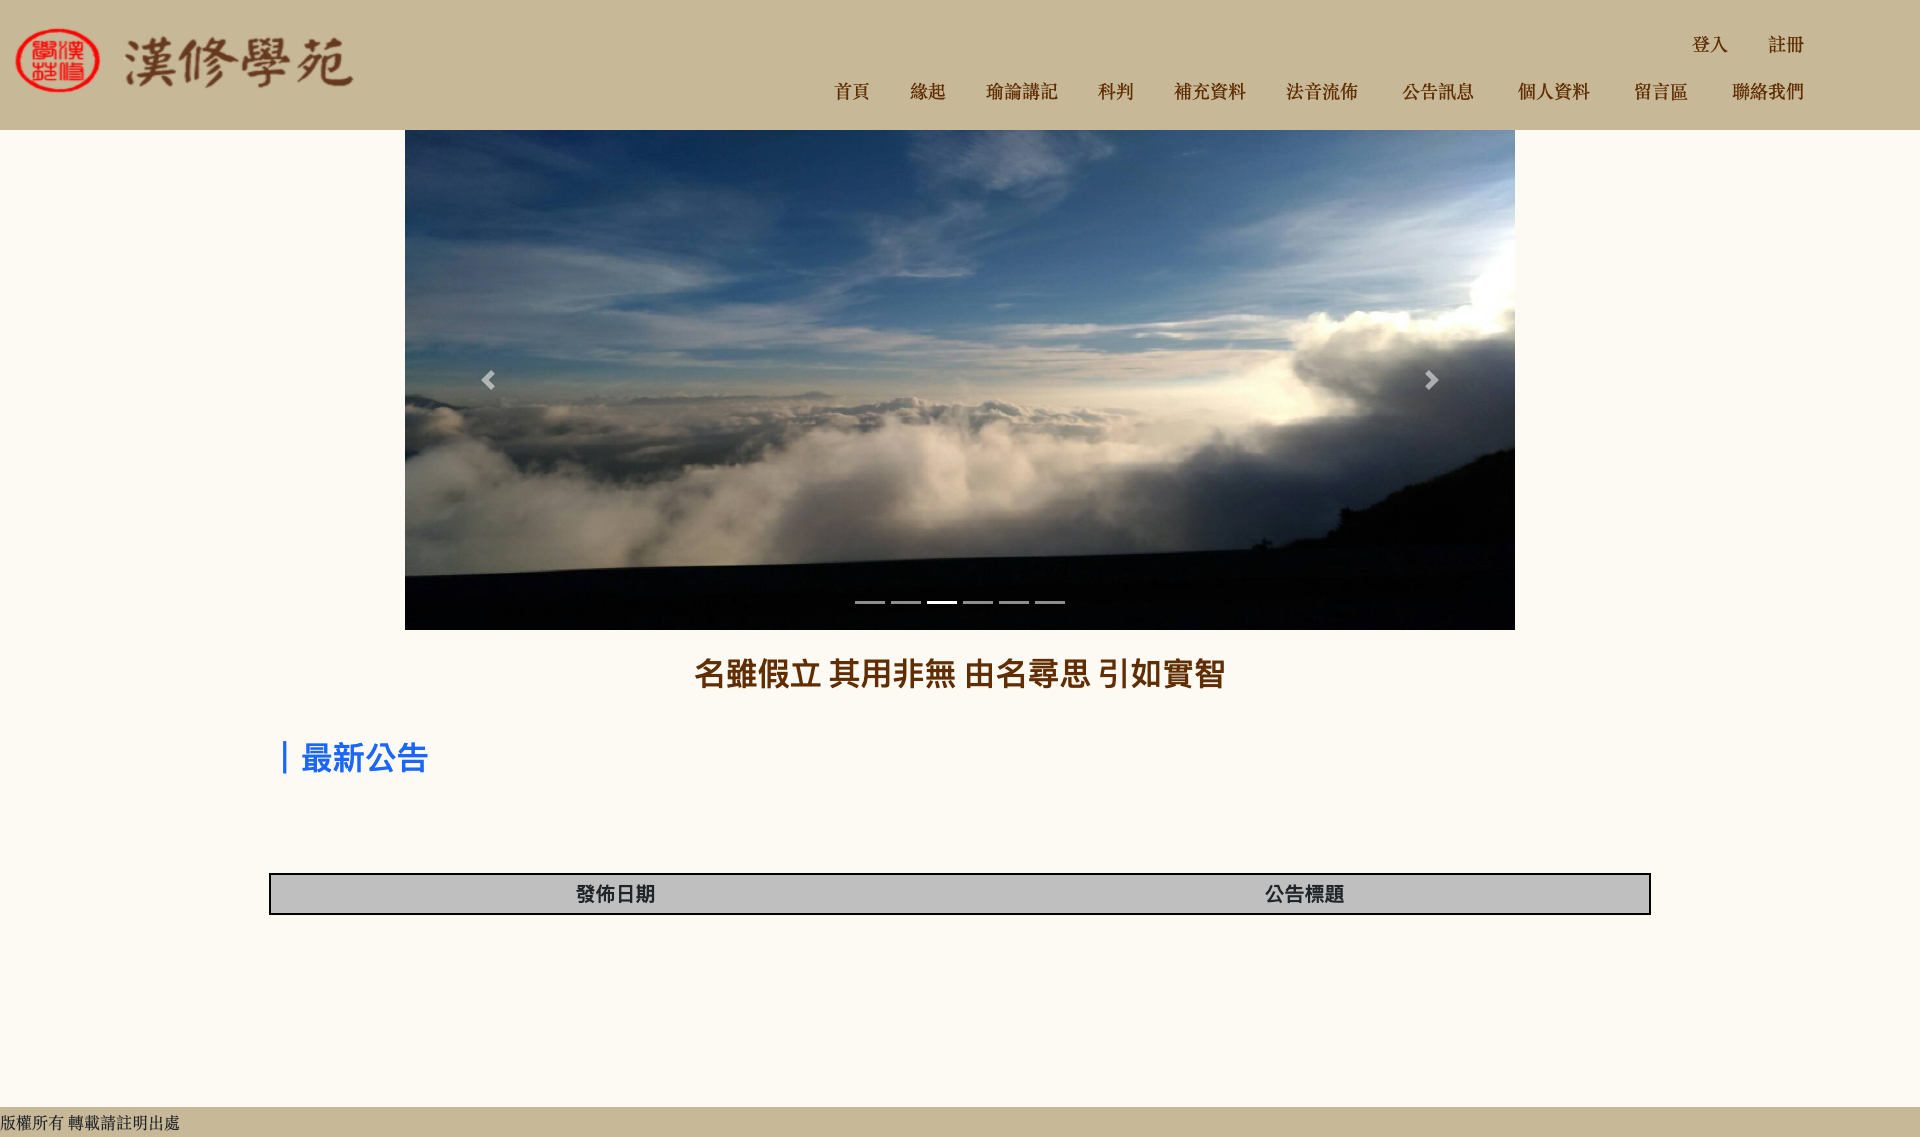 漢修學苑
漢修學苑
登入 註冊
首頁 緣起 瑜論講記 科判 補充資料 法音流佈 公告訊息 個人資料 留言區 聯絡我們
名雖假立 其用非無 由名尋思 引如實智
｜最新公告
發佈日期 公告標題
版權所有 轉載請註明出處